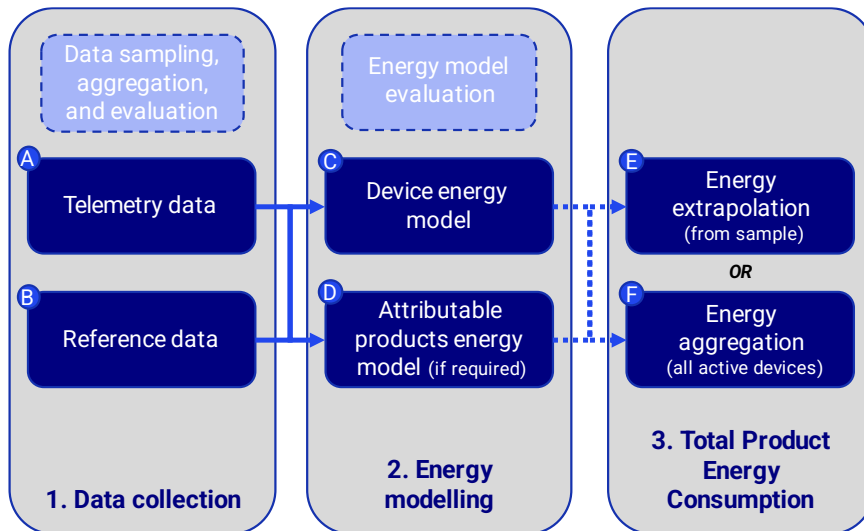 Data sampling,
aggregation,
and evaluation
A
Telemetry data
B
Reference data
1. Data collection
Energy model
evaluation
C
Device energy
model
D
Attributable
products energy
model (if required)
2. Energy
modelling
E
Energy
extrapolation
(from sample)
OR
F
Energy
aggregation
(all active devices)
3. Total Product
Energy
Consumption